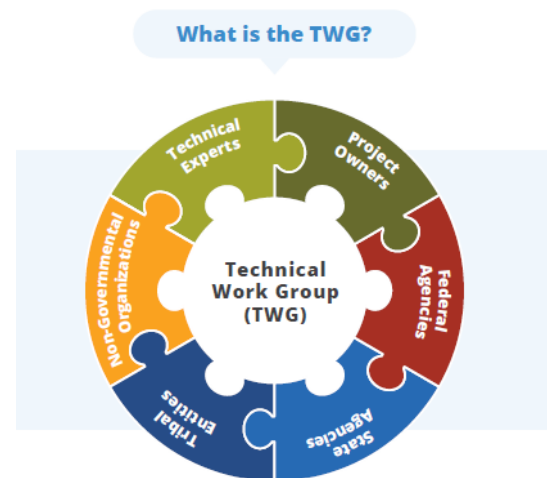 What is the TWG?
Technical
Experts
Project
Owners
Federal
Agencies
State
Agencies
Tribal
Entities
Non-Governmental
Organizations
Technical
Work Group
(TWG)